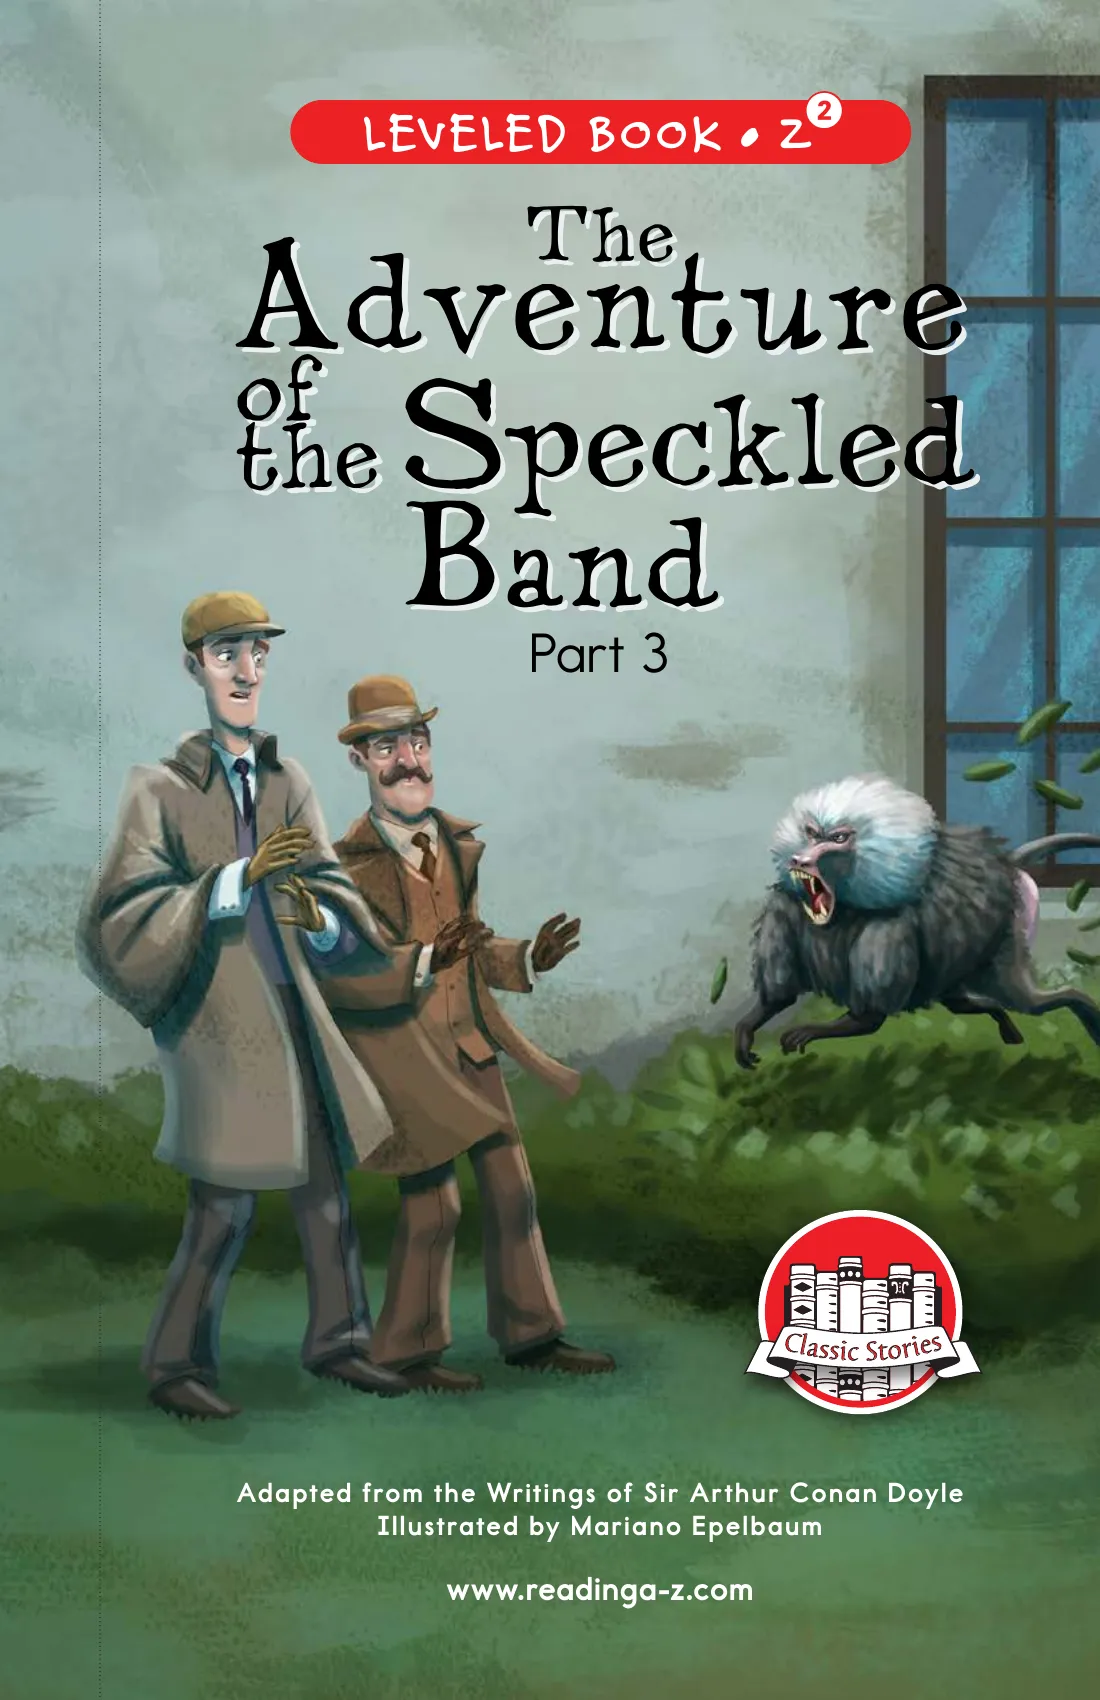 LEVELED BOOK • Z²
The
Adventure
of
the Speckled
Band
Part 3
Classic Stories
Adapted from the Writings of Sir Arthur Conan Doyle
Illustrated by Mariano Epelbaum
www.readinga-z.com